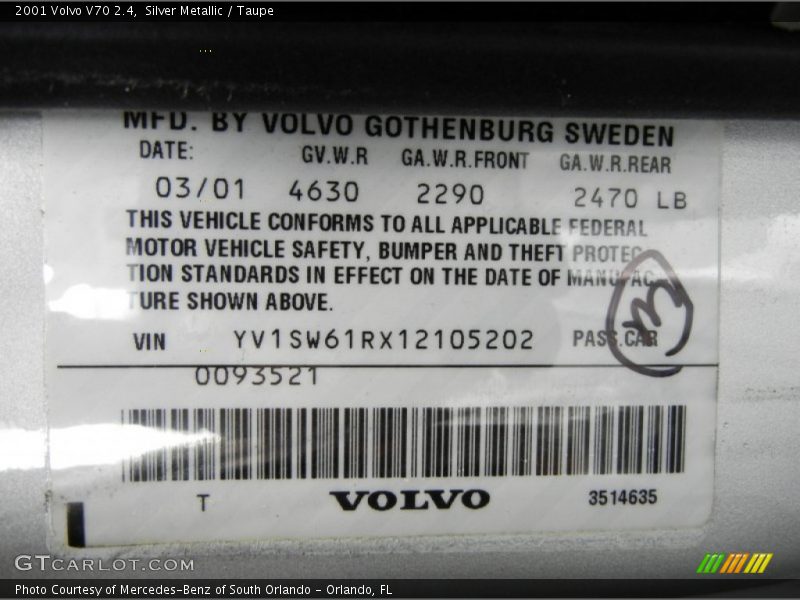 2001 Volvo V70 2.4, Silver Metallic / Taupe
MFD. BY VOLVO GOTHENBURG SWEDEN
DATE: GV.W.R GA.W.R.FRONT GA.W.R.REAR
03/01 4630 2290 2470 LB
THIS VEHICLE CONFORMS TO ALL APPLICABLE FEDERAL
MOTOR VEHICLE SAFETY, BUMPER AND THEFT PROTEC-
TION STANDARDS IN EFFECT ON THE DATE OF MANUFAC-
TURE SHOWN ABOVE.
VIN YV1SW61RX12105202 PASS.CAR
0093521
T VOLVO 3514635
GTCARLOT.COM
Photo Courtesy of Mercedes-Benz of South Orlando - Orlando, FL